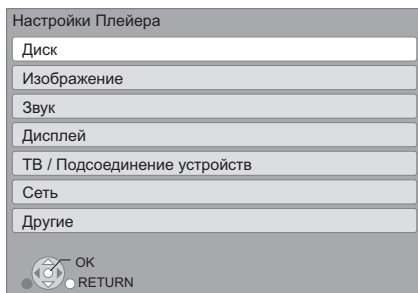 Настройки Плейера
Диск
Изображение
Звук
Дисплей
ТВ / Подсоединение устройств
Сеть
Другие
OK
RETURN